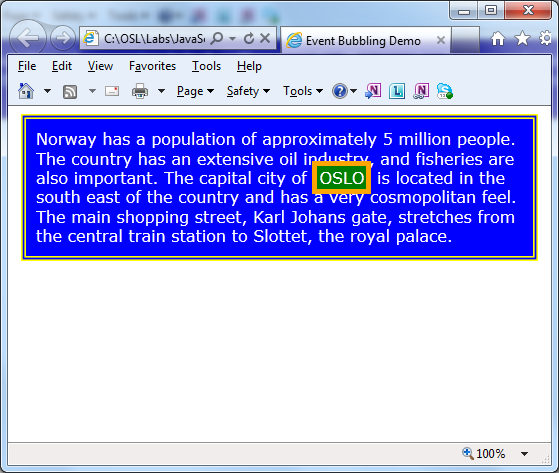 C:\OSL\Labs\JavaSc
Event Bubbling Demo
File Edit View Favorites Tools Help
Page Safety Tools
Norway has a population of approximately 5 million people.
The country has an extensive oil industry, and fisheries are
also important. The capital city of OSLO is located in the
south east of the country and has a very cosmopolitan feel.
The main shopping street, Karl Johans gate, stretches from
the central train station to Slottet, the royal palace.
100%